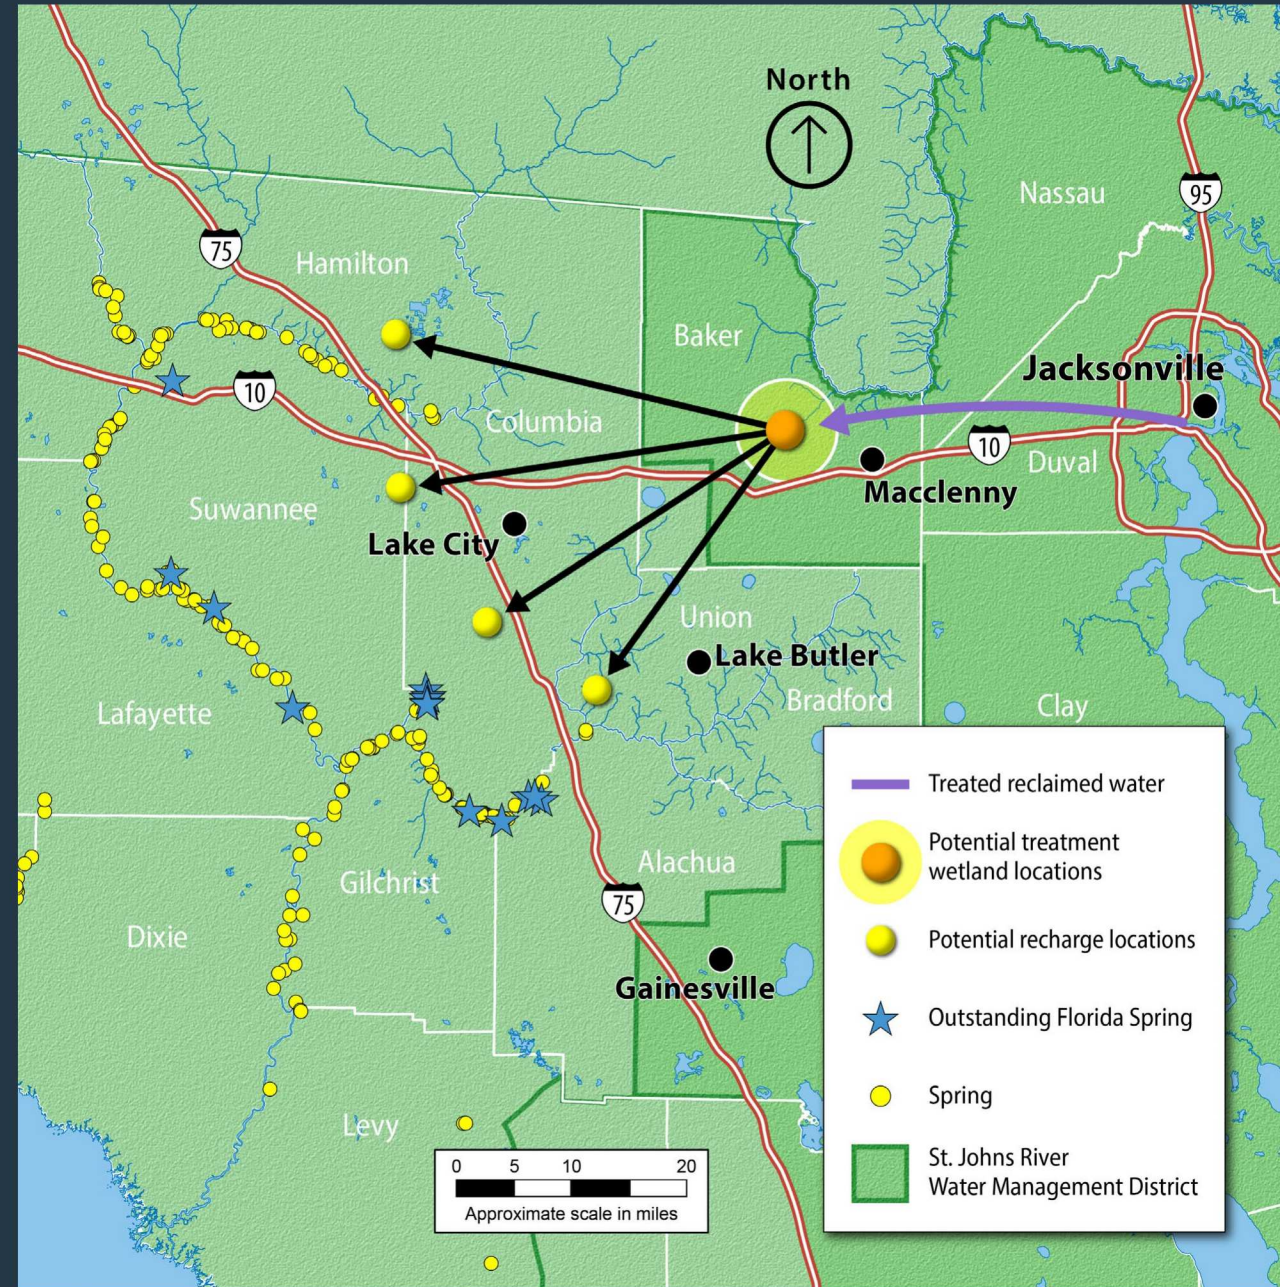 North
Nassau
95
75
Hamilton
Baker
Jacksonville
10
Columbia
10
Duval
Macclenny
Suwannee
Lake City
Union
Lake Butler
Bradford
Lafayette
Clay
Alachua
Gilchrist
75
Dixie
Gainesville
Levy
Treated reclaimed water
Potential treatment
wetland locations
Potential recharge locations
Outstanding Florida Spring
Spring
St. Johns River
Water Management District
0 5 10 20
Approximate scale in miles